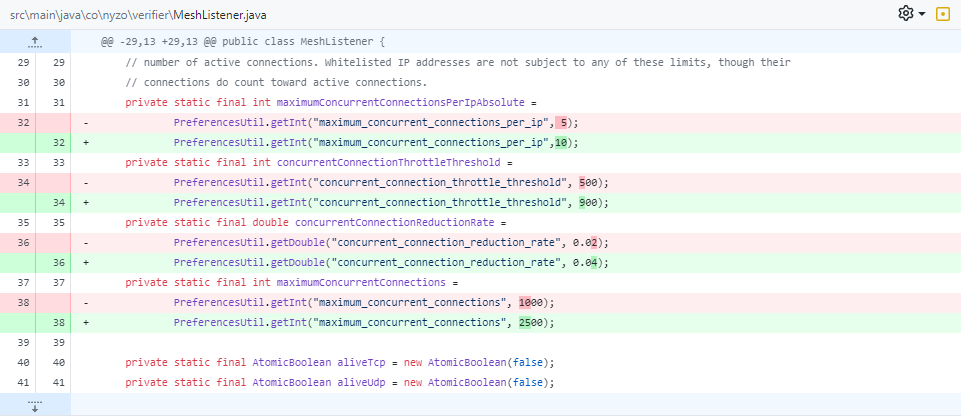 src\main\java\co\nyzo\verifier\MeshListener.java
@@ -29,13 +29,13 @@ public class MeshListener {
29 29 // number of active connections. Whitelisted IP addresses are not subject to any of these limits, though their
30 30 // connections do count toward active connections.
31 31 private static final int maximumConcurrentConnectionsPerIpAbsolute =
32 - PreferencesUtil.getInt("maximum_concurrent_connections_per_ip", 5);
32 + PreferencesUtil.getInt("maximum_concurrent_connections_per_ip",10);
33 33 private static final int concurrentConnectionThrottleThreshold =
34 - PreferencesUtil.getInt("concurrent_connection_throttle_threshold", 500);
34 + PreferencesUtil.getInt("concurrent_connection_throttle_threshold", 900);
35 35 private static final double concurrentConnectionReductionRate =
36 - PreferencesUtil.getDouble("concurrent_connection_reduction_rate", 0.02);
36 + PreferencesUtil.getDouble("concurrent_connection_reduction_rate", 0.04);
37 37 private static final int maximumConcurrentConnections =
38 - PreferencesUtil.getInt("maximum_concurrent_connections", 1000);
38 + PreferencesUtil.getInt("maximum_concurrent_connections", 2500);
39 39
40 40 private static final AtomicBoolean aliveTcp = new AtomicBoolean(false);
41 41 private static final AtomicBoolean aliveUdp = new AtomicBoolean(false);